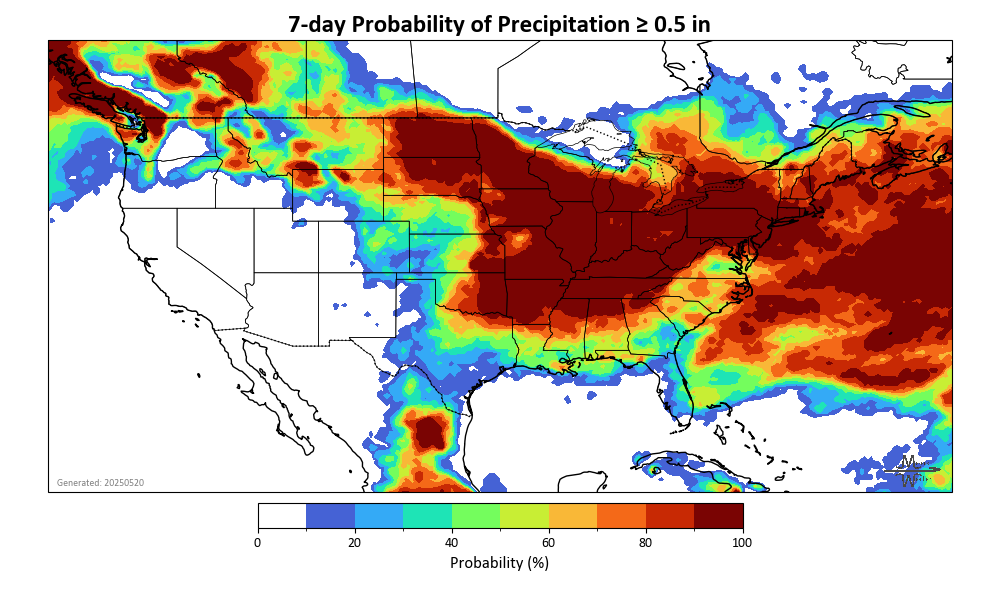 7-day Probability of Precipitation ≥ 0.5 in
Generated: 20250520
0 20 40 60 80 100
Probability (%)